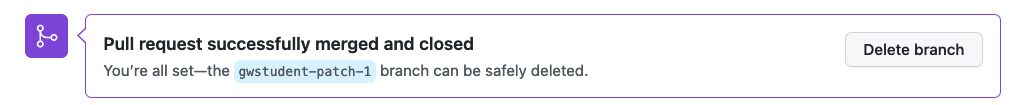 Pull request successfully merged and closed
You’re all set—the gwstudent-patch-1 branch can be safely deleted.
Delete branch